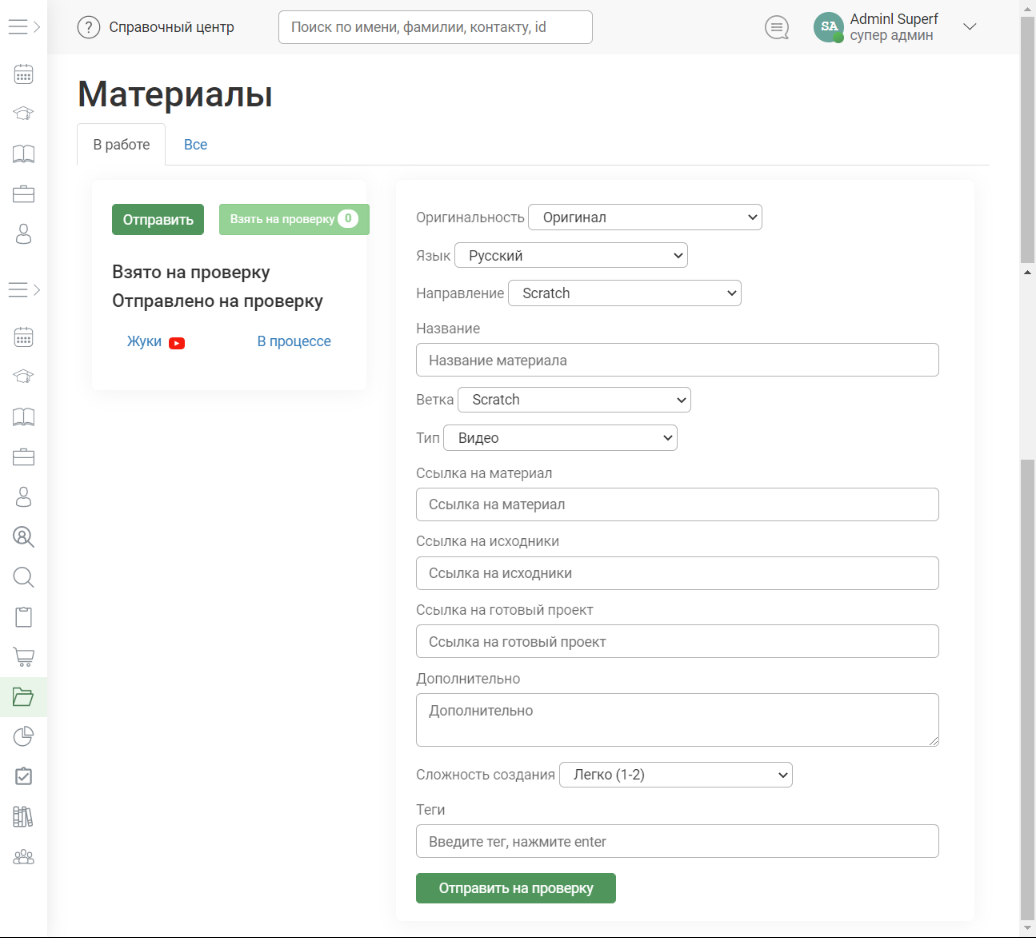 ? Справочный центр
Поиск по имени, фамилии, контакту, id
SA
Adminl Superf
супер админ
Материалы
В работе
Все
Отправить
Взять на проверку 0
Взято на проверку
Отправлено на проверку
Жуки
В процессе
Оригинальность Оригинал
Язык Русский
Направление Scratch
Название
Название материала
Ветка Scratch
Тип Видео
Ссылка на материал
Ссылка на материал
Ссылка на исходники
Ссылка на исходники
Ссылка на готовый проект
Ссылка на готовый проект
Дополнительно
Дополнительно
Сложность создания Легко (1-2)
Теги
Введите тег, нажмите enter
Отправить на проверку